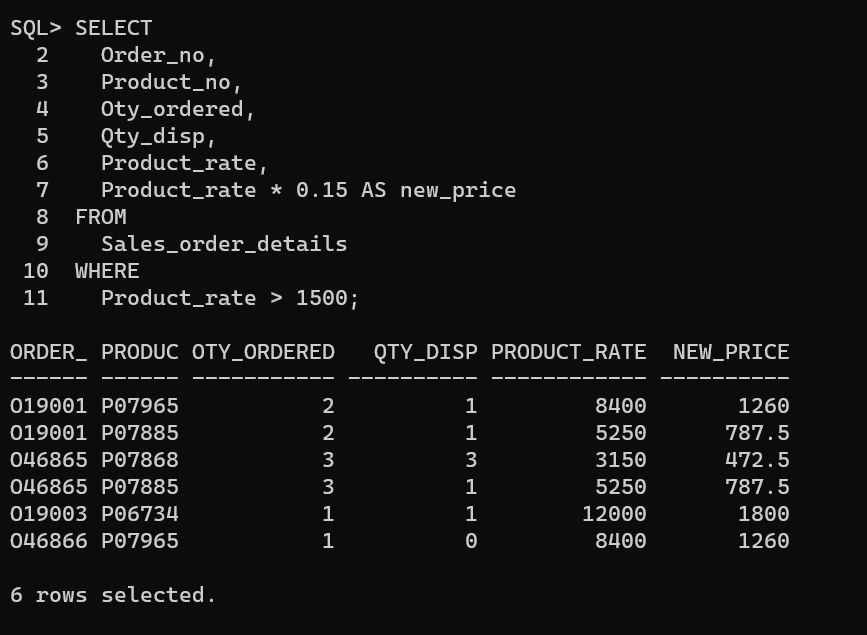 SQL> SELECT
  2    Order_no,
  3    Product_no,
  4    Oty_ordered,
  5    Qty_disp,
  6    Product_rate,
  7    Product_rate * 0.15 AS new_price
  8  FROM
  9    Sales_order_details
 10  WHERE
 11    Product_rate > 1500;

ORDER_ PRODUC OTY_ORDERED   QTY_DISP PRODUCT_RATE  NEW_PRICE
------ ------ ----------- ---------- ------------ ----------
O19001 P07965           2          1         8400       1260
O19001 P07885           2          1         5250      787.5
O46865 P07868           3          3         3150      472.5
O46865 P07885           3          1         5250      787.5
O19003 P06734           1          1        12000       1800
O46866 P07965           1          0         8400       1260

6 rows selected.